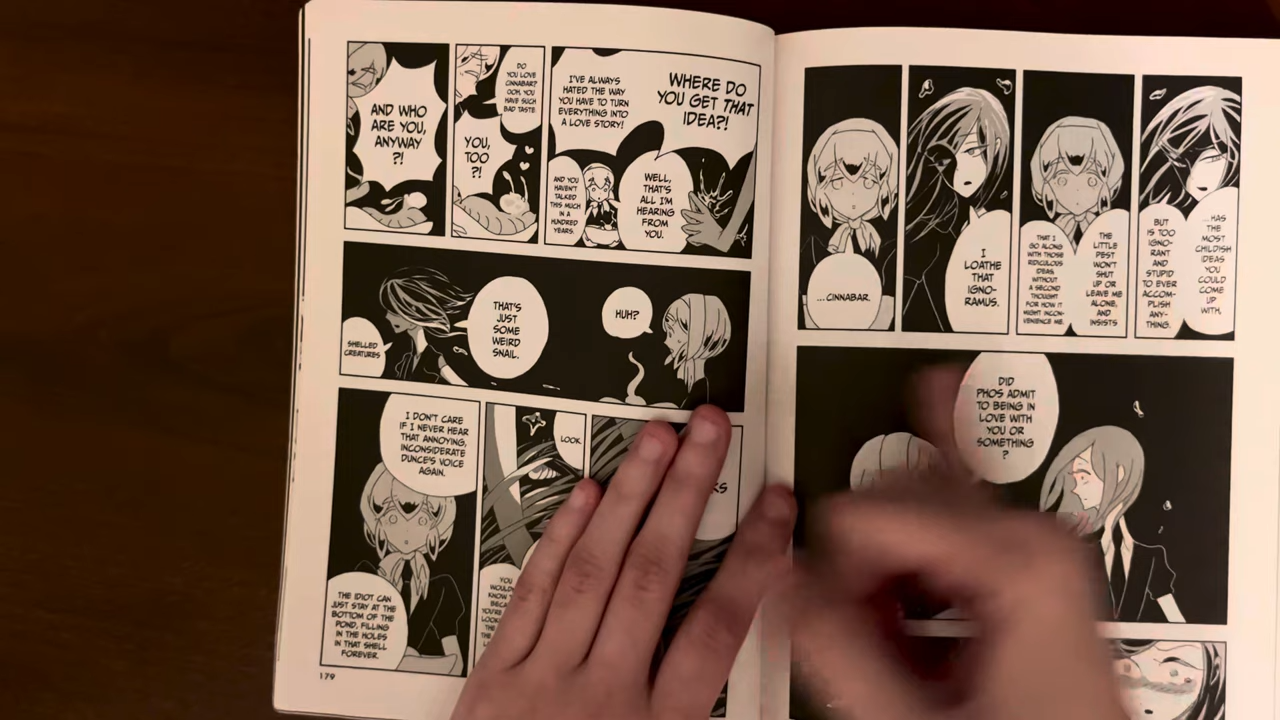 ...HAS
THE
MOST
CHILDISH
IDEAS
YOU
COULD
COME
UP
WITH,
BUT
IS TOO
IGNO-
RANT
AND
STUPID
TO EVER
ACCOM-
PLISH
ANY-
THING.
THE
LITTLE
PEST
WON'T
SHUT
UP OR
LEAVE ME
ALONE,
AND
INSISTS
THAT I
GO ALONG
WITH THOSE
RIDICULOUS
IDEAS
WITHOUT
A SECOND
THOUGHT
FOR HOW IT
MIGHT INCON-
VENIENCE ME.
I
LOATHE
THAT
IGNO-
RAMUS.
...CINNABAR.
DID
PHOS ADMIT
TO BEING IN
LOVE WITH
YOU OR
SOMETHING
?
WHERE DO
YOU GET THAT
IDEA?!
I'VE ALWAYS
HATED THE WAY
YOU HAVE TO TURN
EVERYTHING INTO
A LOVE STORY!
WELL,
THAT'S
ALL I'M
HEARING
FROM
YOU.
AND YOU
HAVEN'T
TALKED
THIS MUCH
IN A
HUNDRED
YEARS.
DO
YOU LOVE
CINNABAR?
OOH, YOU
HAVE SUCH
BAD TASTE.
YOU,
TOO
?!
AND WHO
ARE YOU,
ANYWAY
?!
HUH?
THAT'S
JUST
SOME
WEIRD
SNAIL.
SHELLED
CREATURES
LOOK
YOU
I DON'T CARE
IF I NEVER HEAR
THAT ANNOYING,
INCONSIDERATE
DUNCE'S VOICE
AGAIN.
THE IDIOT CAN
JUST STAY AT THE
BOTTOM OF THE
POND, FILLING
IN THE HOLES
IN THAT SHELL
FOREVER.
179